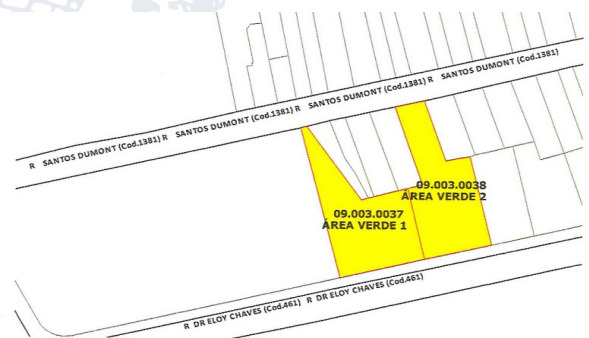 R SANTOS DUMONT (Cod.1381) R SANTOS DUMONT (Cod.1381) R SANTOS DUMONT (Cod.1381) R SANTOS DUMONT (Cod.1381)
09.003.0038
ÁREA VERDE 2
09.003.0037
ÁREA VERDE 1
R DR ELOY CHAVES (Cod.461) R DR ELOY CHAVES (Cod.461)